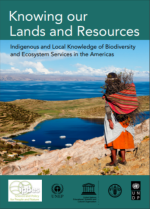 Knowing our
Lands and Resources
Indigenous and Local Knowledge of Biodiversity
and Ecosystem Services in the Americas